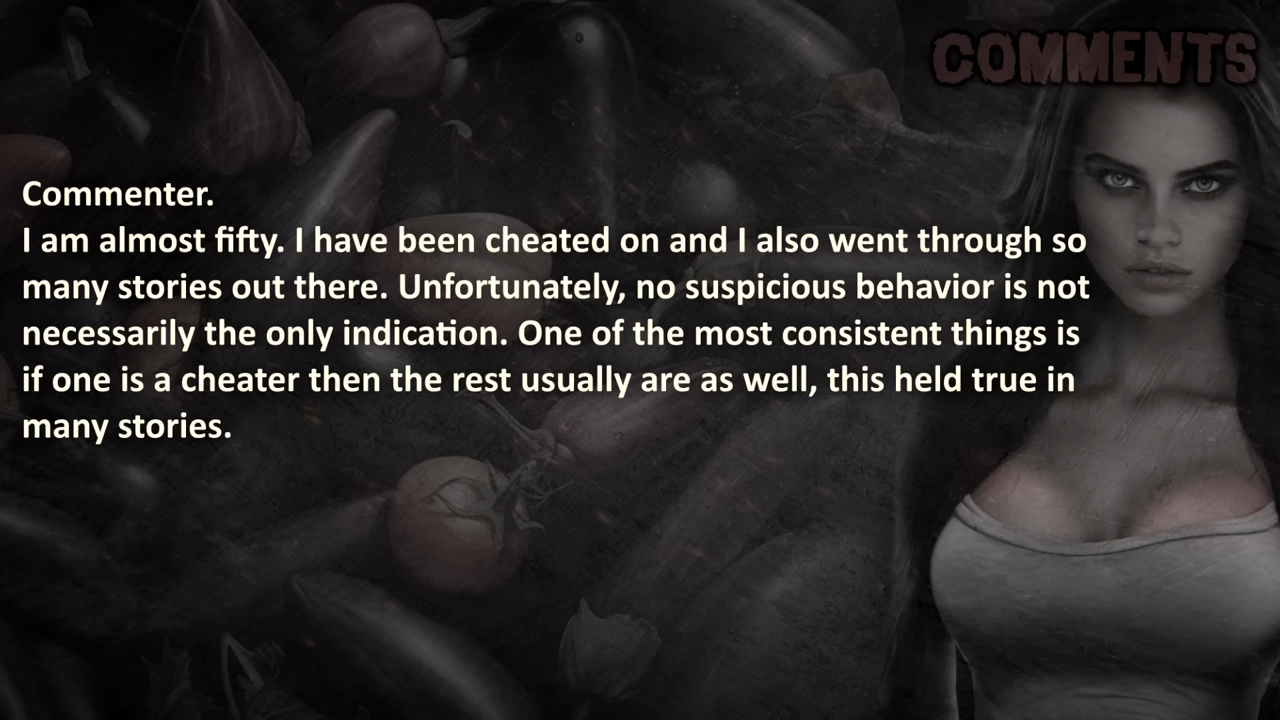 COMMENTS
Commenter.
I am almost fifty. I have been cheated on and I also went through so
many stories out there. Unfortunately, no suspicious behavior is not
necessarily the only indication. One of the most consistent things is
if one is a cheater then the rest usually are as well, this held true in
many stories.